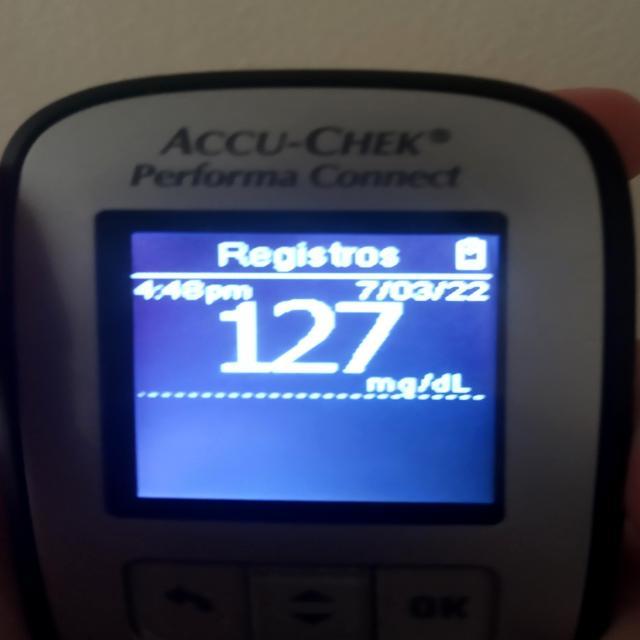 ACCU-CHEK®
Performa Connect
Registros
4:48pm 7/03/22
127
mg/dL
OK